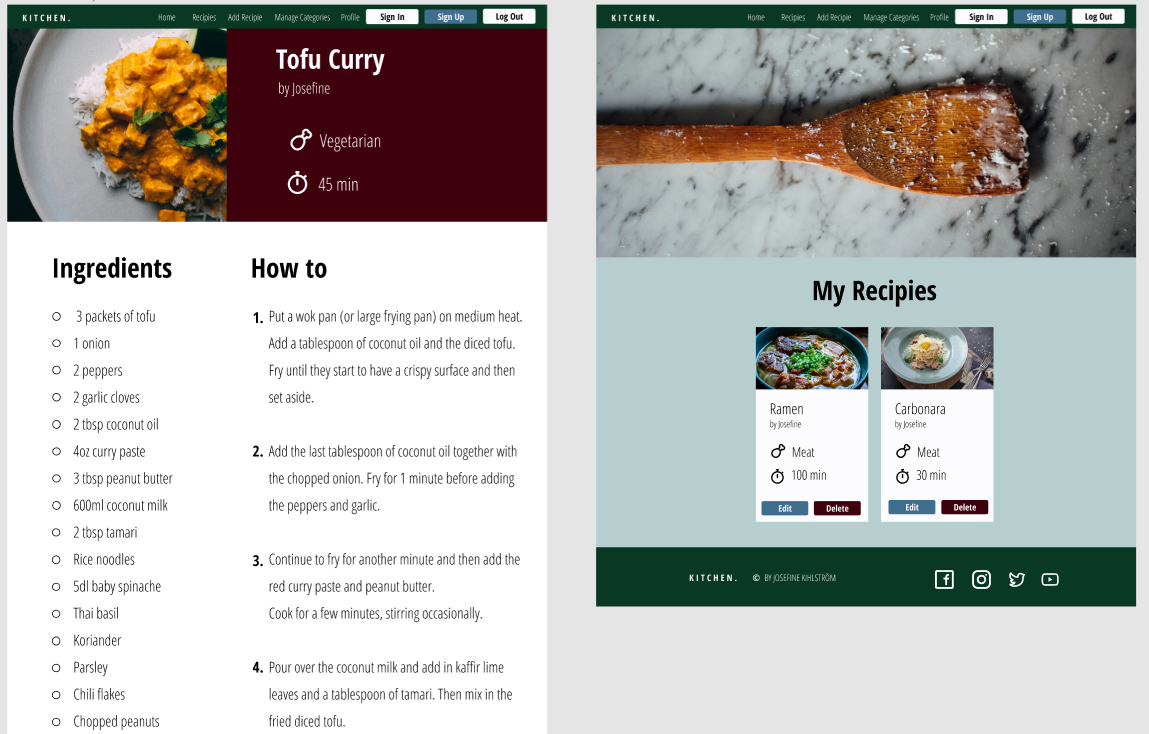 KITCHEN.
Home Recipies Add Recipie Manage Categories Profile Sign In Sign Up Log Out
Tofu Curry
by Josefine
Vegetarian
45 min
Ingredients
3 packets of tofu
1 onion
2 peppers
2 garlic cloves
2 tbsp coconut oil
4oz curry paste
3 tbsp peanut butter
600ml coconut milk
2 tbsp tamari
Rice noodles
5dl baby spinache
Thai basil
Koriander
Parsley
Chili flakes
Chopped peanuts
How to
1. Put a wok pan (or large frying pan) on medium heat.
Add a tablespoon of coconut oil and the diced tofu.
Fry until they start to have a crispy surface and then
set aside.
2. Add the last tablespoon of coconut oil together with
the chopped onion. Fry for 1 minute before adding
the peppers and garlic.
3. Continue to fry for another minute and then add the
red curry paste and peanut butter.
Cook for a few minutes, stirring occasionally.
4. Pour over the coconut milk and add in kaffir lime
leaves and a tablespoon of tamari. Then mix in the
fried diced tofu.
KITCHEN.
Home Recipies Add Recipie Manage Categories Profile Sign In Sign Up Log Out
My Recipies
Ramen
by Josefine
Meat
100 min
Edit Delete
Carbonara
by Josefine
Meat
30 min
Edit Delete
KITCHEN. © BY JOSEFINE KIHLSTRÖM